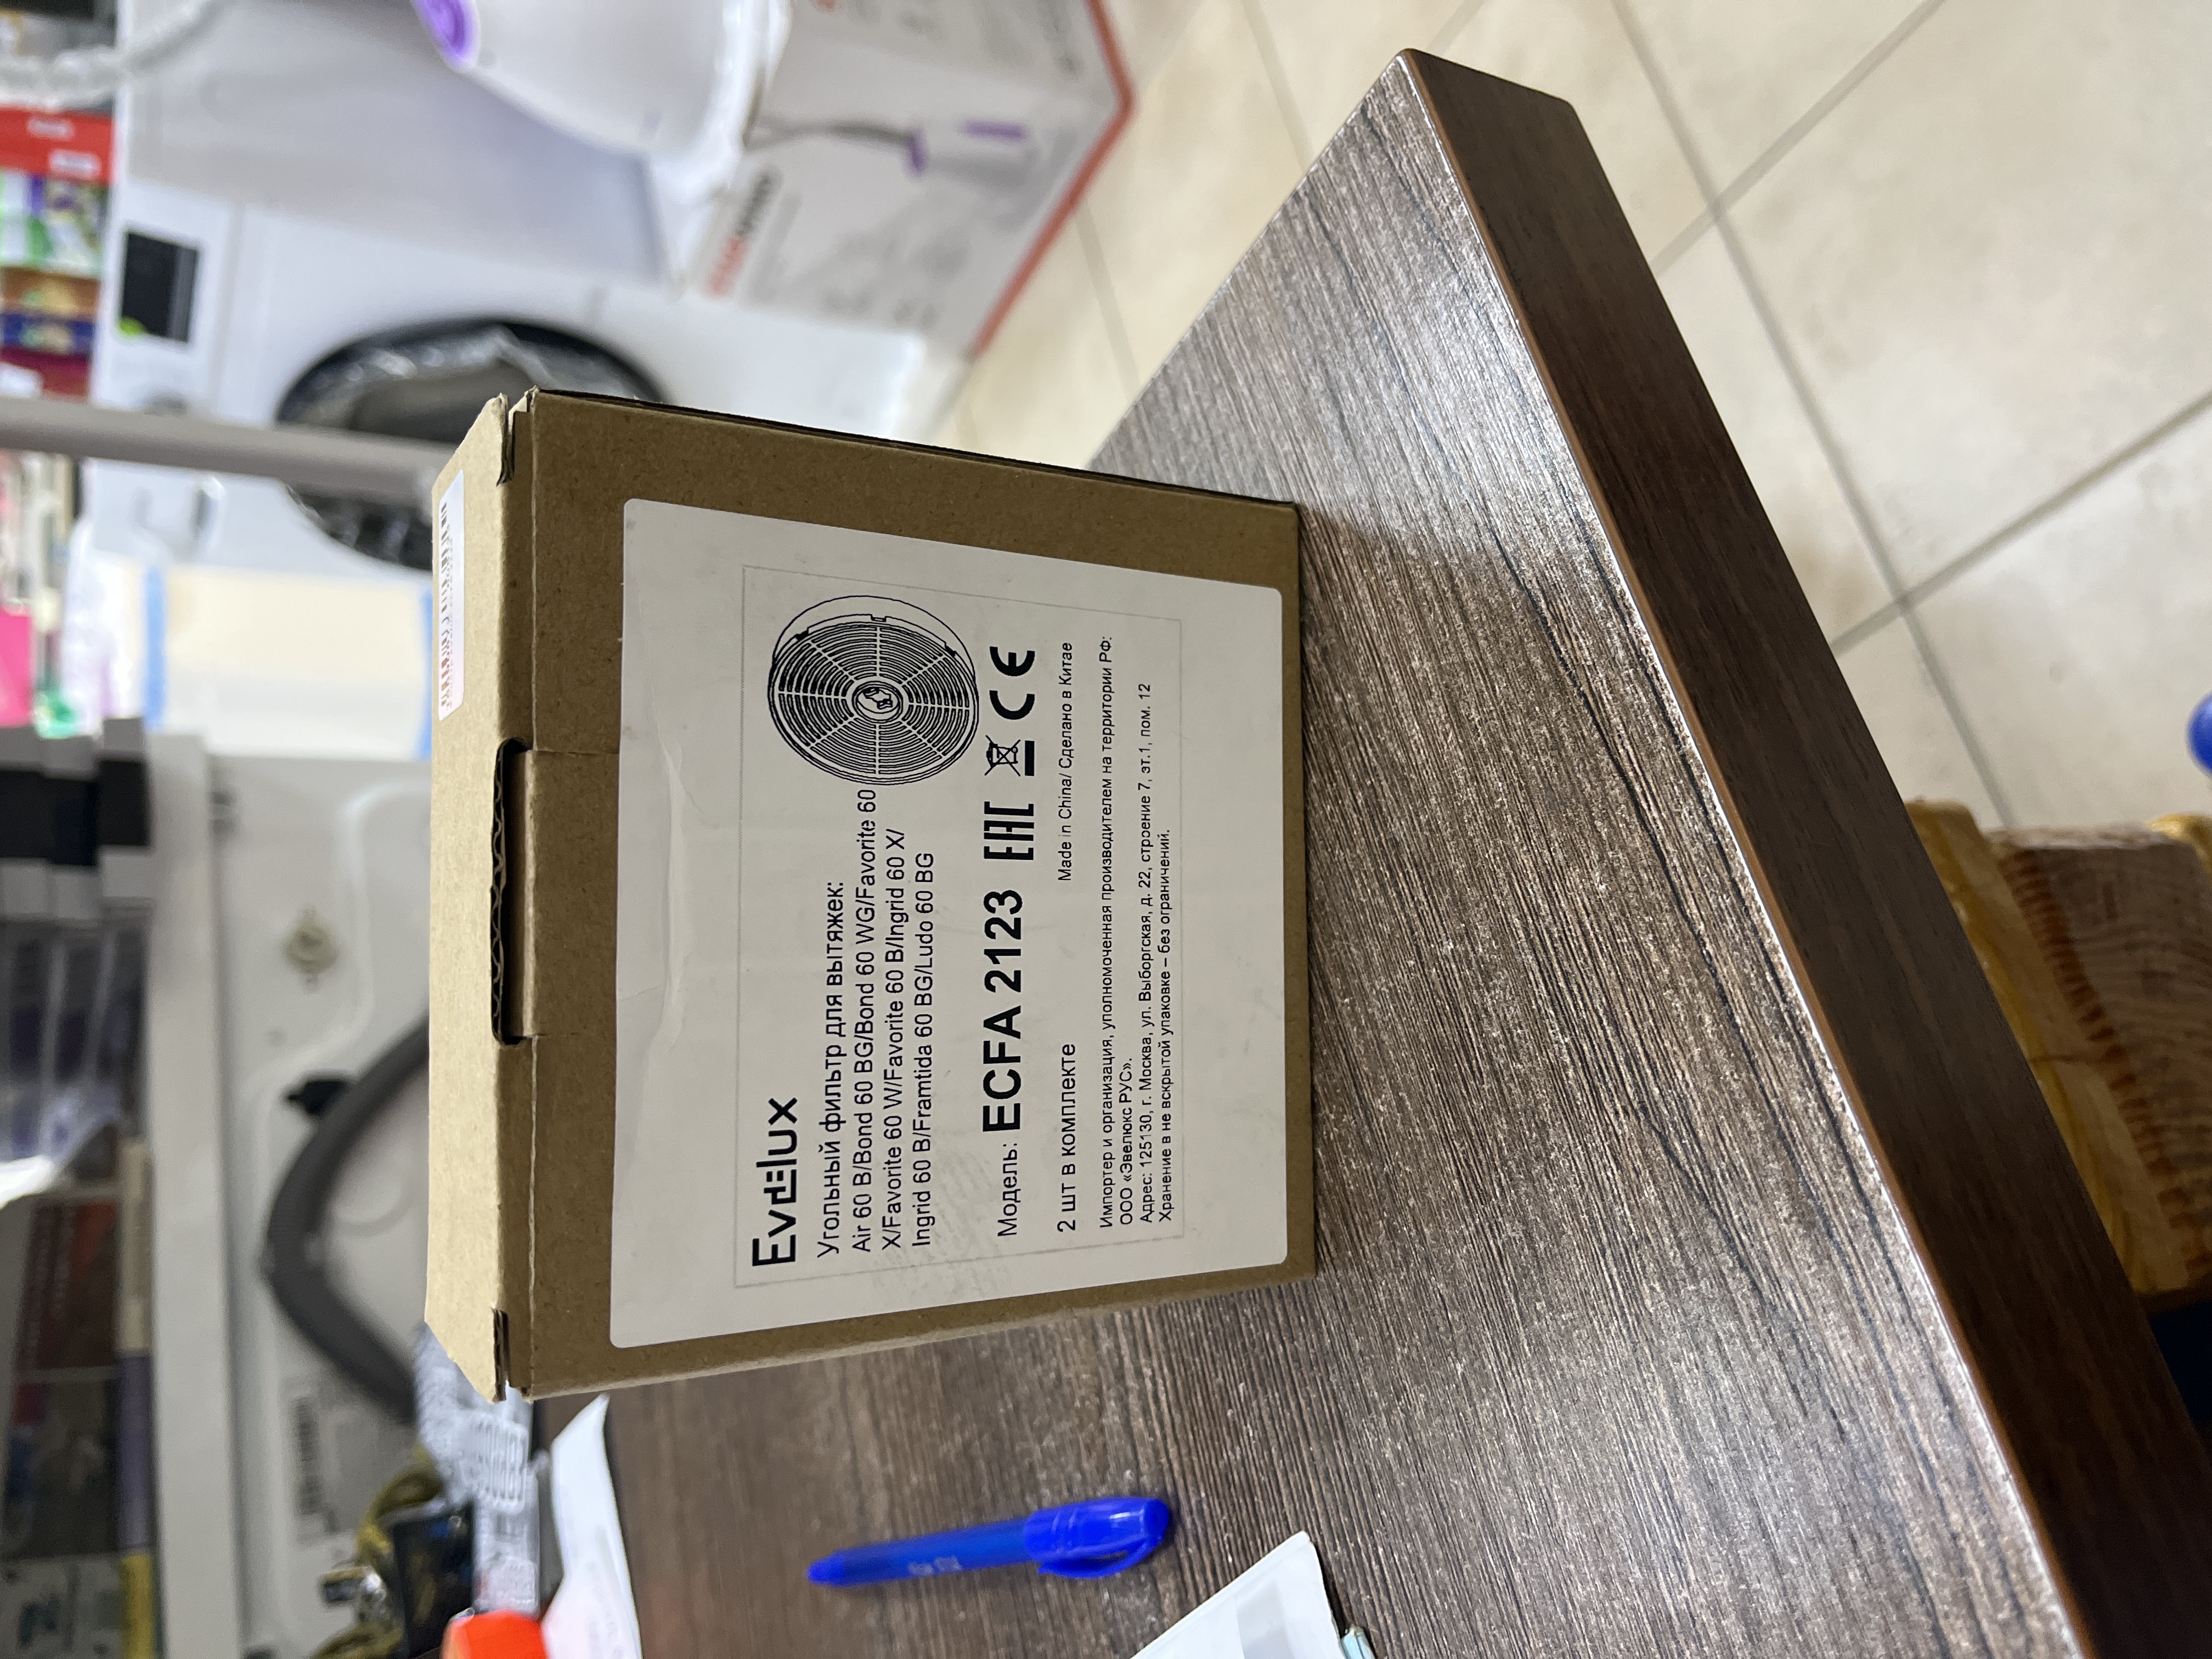 Evelux
Угольный фильтр для вытяжек:
Air 60 B/Bond 60 BG/Bond 60 WG/Favorite 60
X/Favorite 60 W/Favorite 60 B/Ingrid 60 X/
Ingrid 60 B/Framtida 60 BG/Ludo 60 BG
Модель: ECFA 2123 EAC CE
2 шт в комплекте Made in China/ Сделано в Китае
Импортер и организация, уполномоченная производителем на территории РФ:
ООО «Эвелюкс РУС».
Адрес: 125130, г. Москва, ул. Выборгская, д. 22, строение 7, эт.1, пом. 12
Хранение в не вскрытой упаковке – без ограничений.